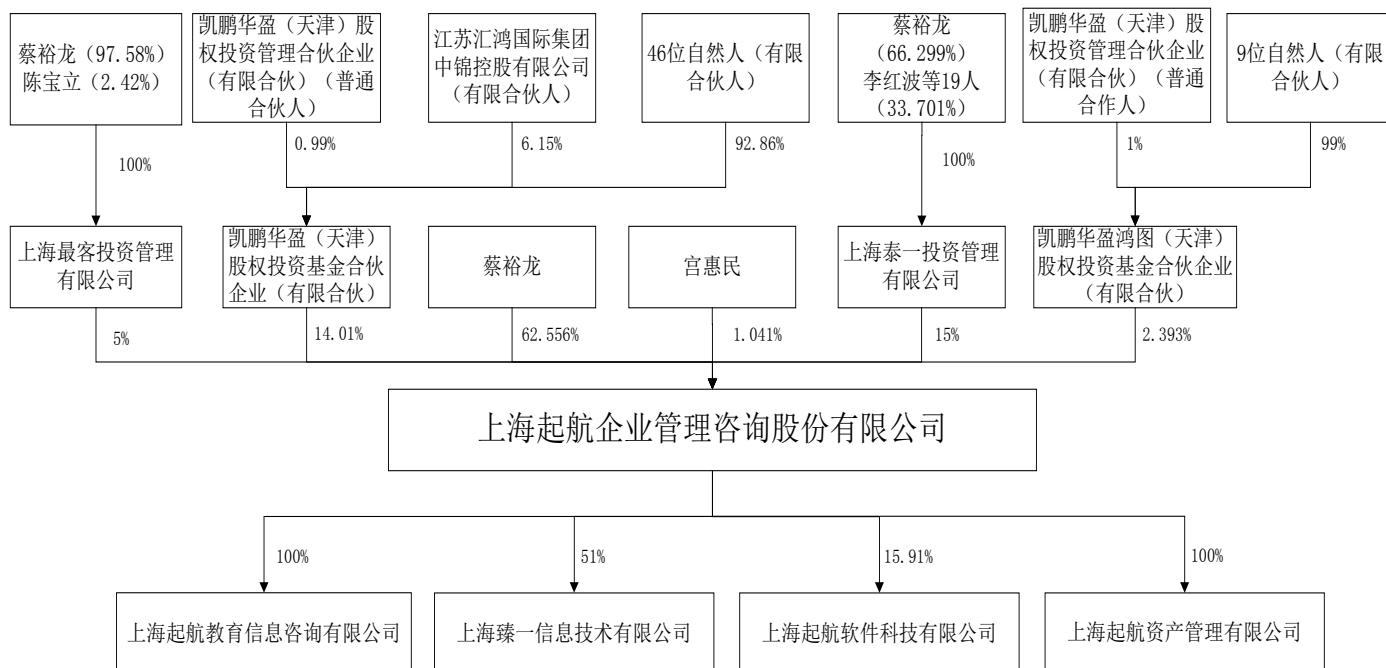 蔡裕龙（97.58%）
陈宝立（2.42%）
凯鹏华盈（天津）股
权投资管理合伙企业
（有限合伙）（普通
合伙人）
江苏汇鸿国际集团
中锦控股有限公司
（有限合伙人）
46位自然人（有限
合伙人）
蔡裕龙
（66.299%）
李红波等19人
（33.701%）
凯鹏华盈（天津）股
权投资管理合伙企业
（有限合伙）（普通
合作人）
9位自然人（有限
合伙人）
100%
0.99%
6.15%
92.86%
100%
1%
99%
上海最客投资管理
有限公司
凯鹏华盈（天津）
股权投资基金合伙
企业（有限合伙）
蔡裕龙
宫惠民
上海泰一投资管理
有限公司
凯鹏华盈鸿图（天津）
股权投资基金合伙企业
（有限合伙）
5%
14.01%
62.556%
1.041%
15%
2.393%
上海起航企业管理咨询股份有限公司
100%
51%
15.91%
100%
上海起航教育信息咨询有限公司
上海臻一信息技术有限公司
上海起航软件科技有限公司
上海起航资产管理有限公司